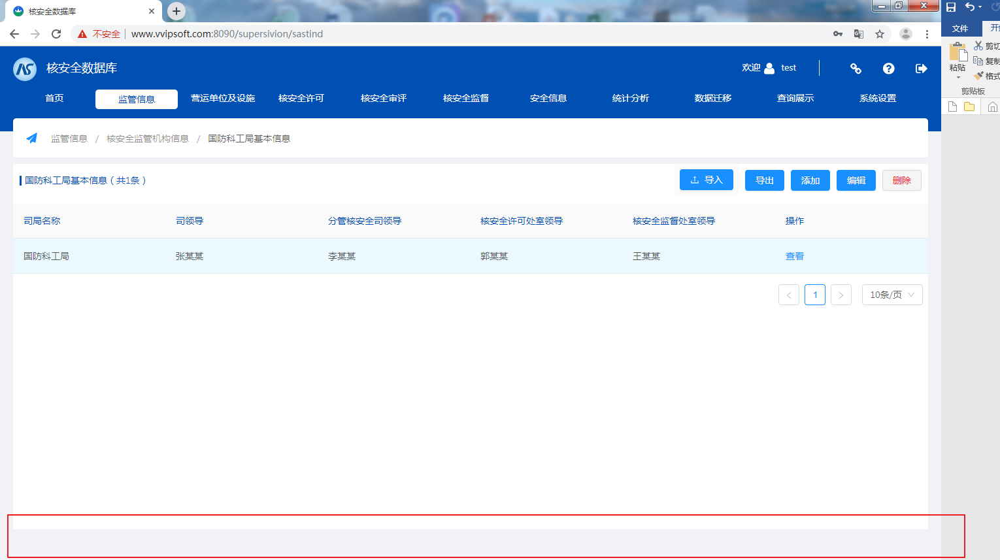 核安全数据库
文件
开始
不安全 www.vvipsoft.com:8090/supersivion/sastind
剪切
粘贴
复制
格式
剪贴板
核安全数据库
欢迎 test
首页 监管信息 营运单位及设施 核安全许可 核安全审评 核安全监督 安全信息 统计分析 数据迁移 查询展示 系统设置
监管信息 / 核安全监管机构信息 / 国防科工局基本信息
国防科工局基本信息（共1条）
导入 导出 添加 编辑 删除
司局名称 司领导 分管核安全司领导 核安全许可处室领导 核安全监督处室领导 操作
国防科工局 张某某 李某某 郭某某 王某某 查看
< 1 > 10条/页